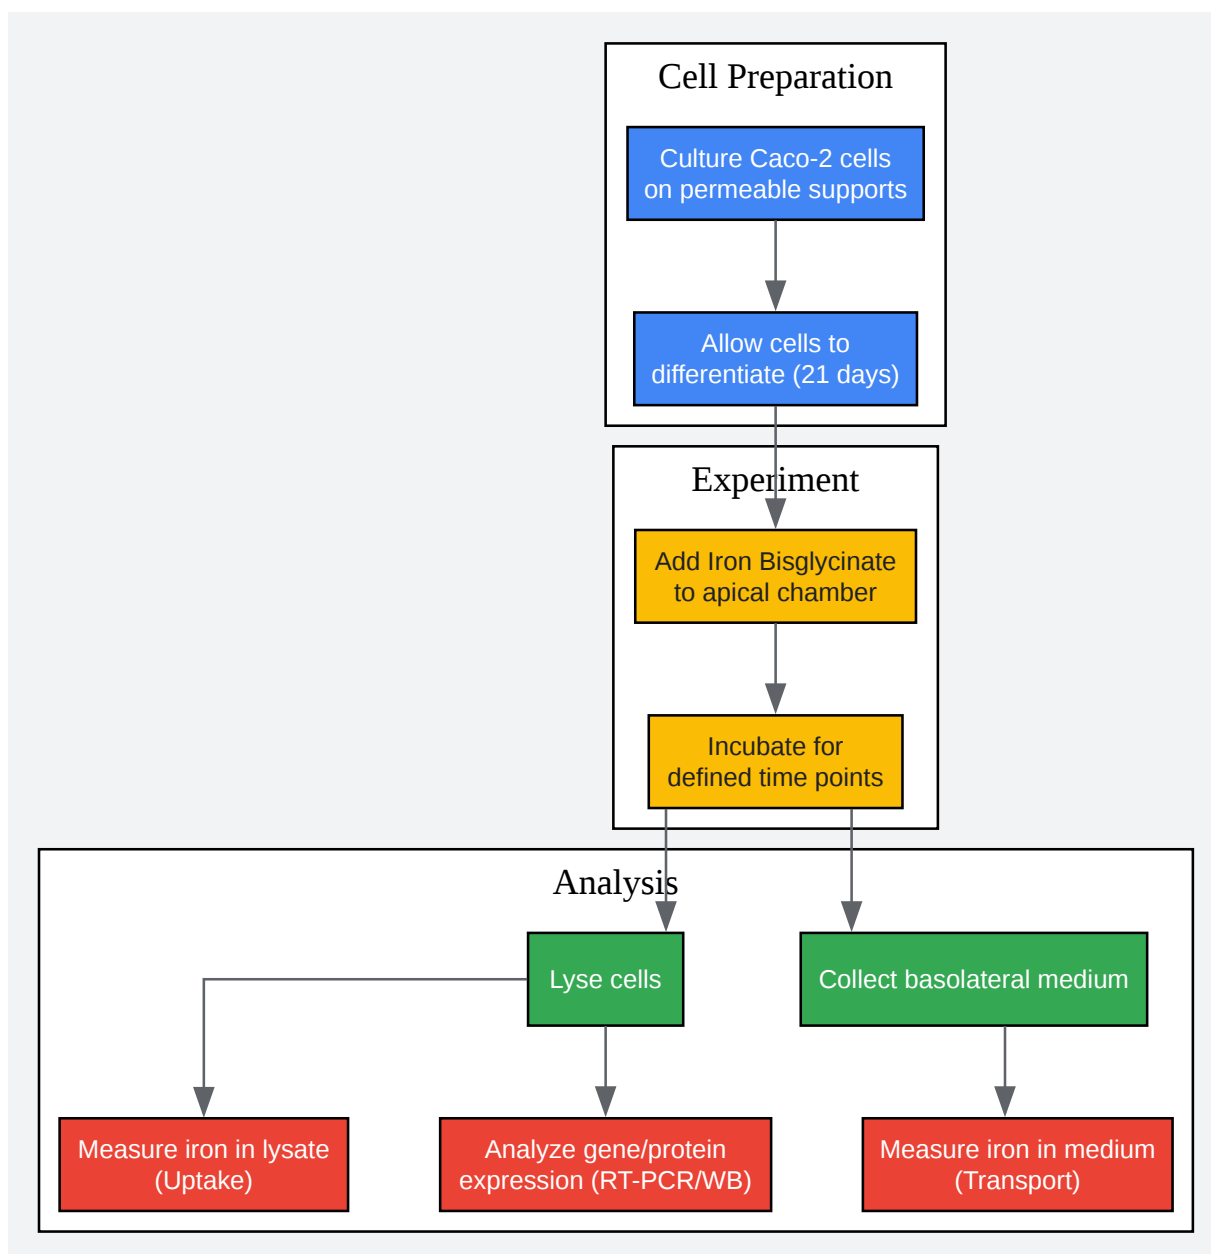 Cell Preparation
Culture Caco-2 cells
on permeable supports
Allow cells to
differentiate (21 days)
Experiment
Add Iron Bisglycinate
to apical chamber
Incubate for
defined time points
Analysis
Lyse cells
Collect basolateral medium
Measure iron in lysate
(Uptake)
Analyze gene/protein
expression (RT-PCR/WB)
Measure iron in medium
(Transport)